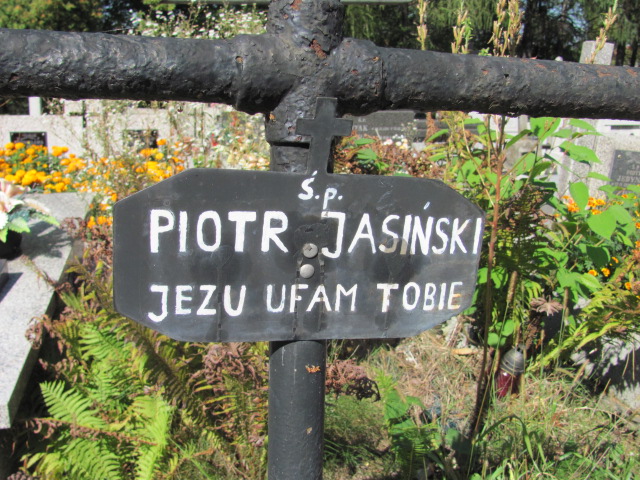 Ś.p.
PIOTR JASIŃSKI
JEZU UFAM TOBIE